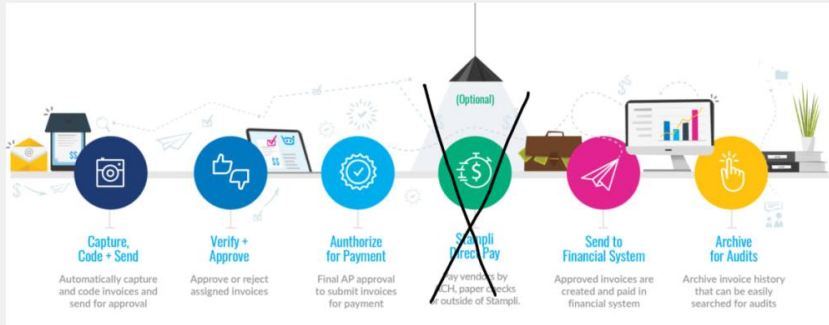 (Optional)
Capture,
Code + Send
Automatically capture
and code invoices and
send for approval
Verify +
Approve
Approve or reject
assigned invoices
Aunthorize
for Payment
Final AP approval
to submit invoices
for payment
Stampli
Direct Pay
Pay vendors by
ACH, paper checks
or outside of Stampli.
Send to
Financial System
Approved invoices are
created and paid in
financial system
Archive
for Audits
Archive invoice history
that can be easily
searched for audits